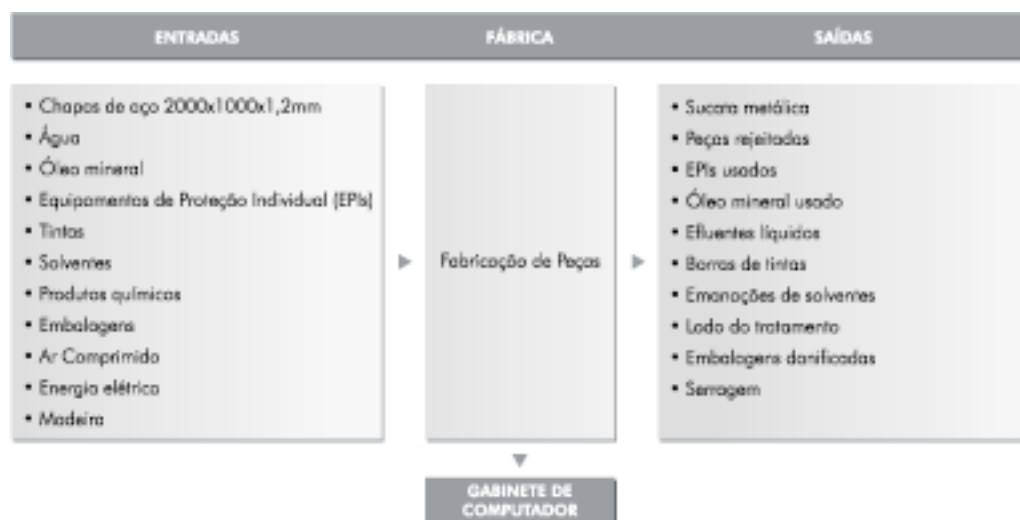 ENTRADAS
FÁBRICA
SAÍDAS
• Chapas de aço 2000x1000x1,2mm
• Água
• Óleo mineral
• Equipamentos de Proteção Individual (EPIs)
• Tintas
• Solventes
• Produtos químicos
• Embalagens
• Ar Comprimido
• Energia elétrica
• Madeira
Fabricação de Peças
• Sucata metálica
• Peças rejeitadas
• EPIs usados
• Óleo mineral usado
• Efluentes líquidos
• Borras de tintas
• Emanações de solventes
• Lodo do tratamento
• Embalagens danificadas
• Serragem
GABINETE DE
COMPUTADOR